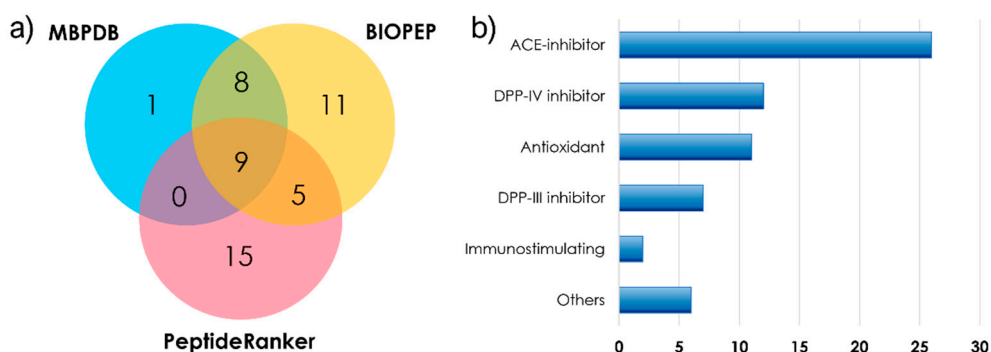 a)
MBPDB
BIOPEP
1
8
11
9
0
5
15
PeptideRanker
b)
ACE-inhibitor
DPP-IV inhibitor
Antioxidant
DPP-III inhibitor
Immunostimulating
Others
0 5 10 15 20 25 30